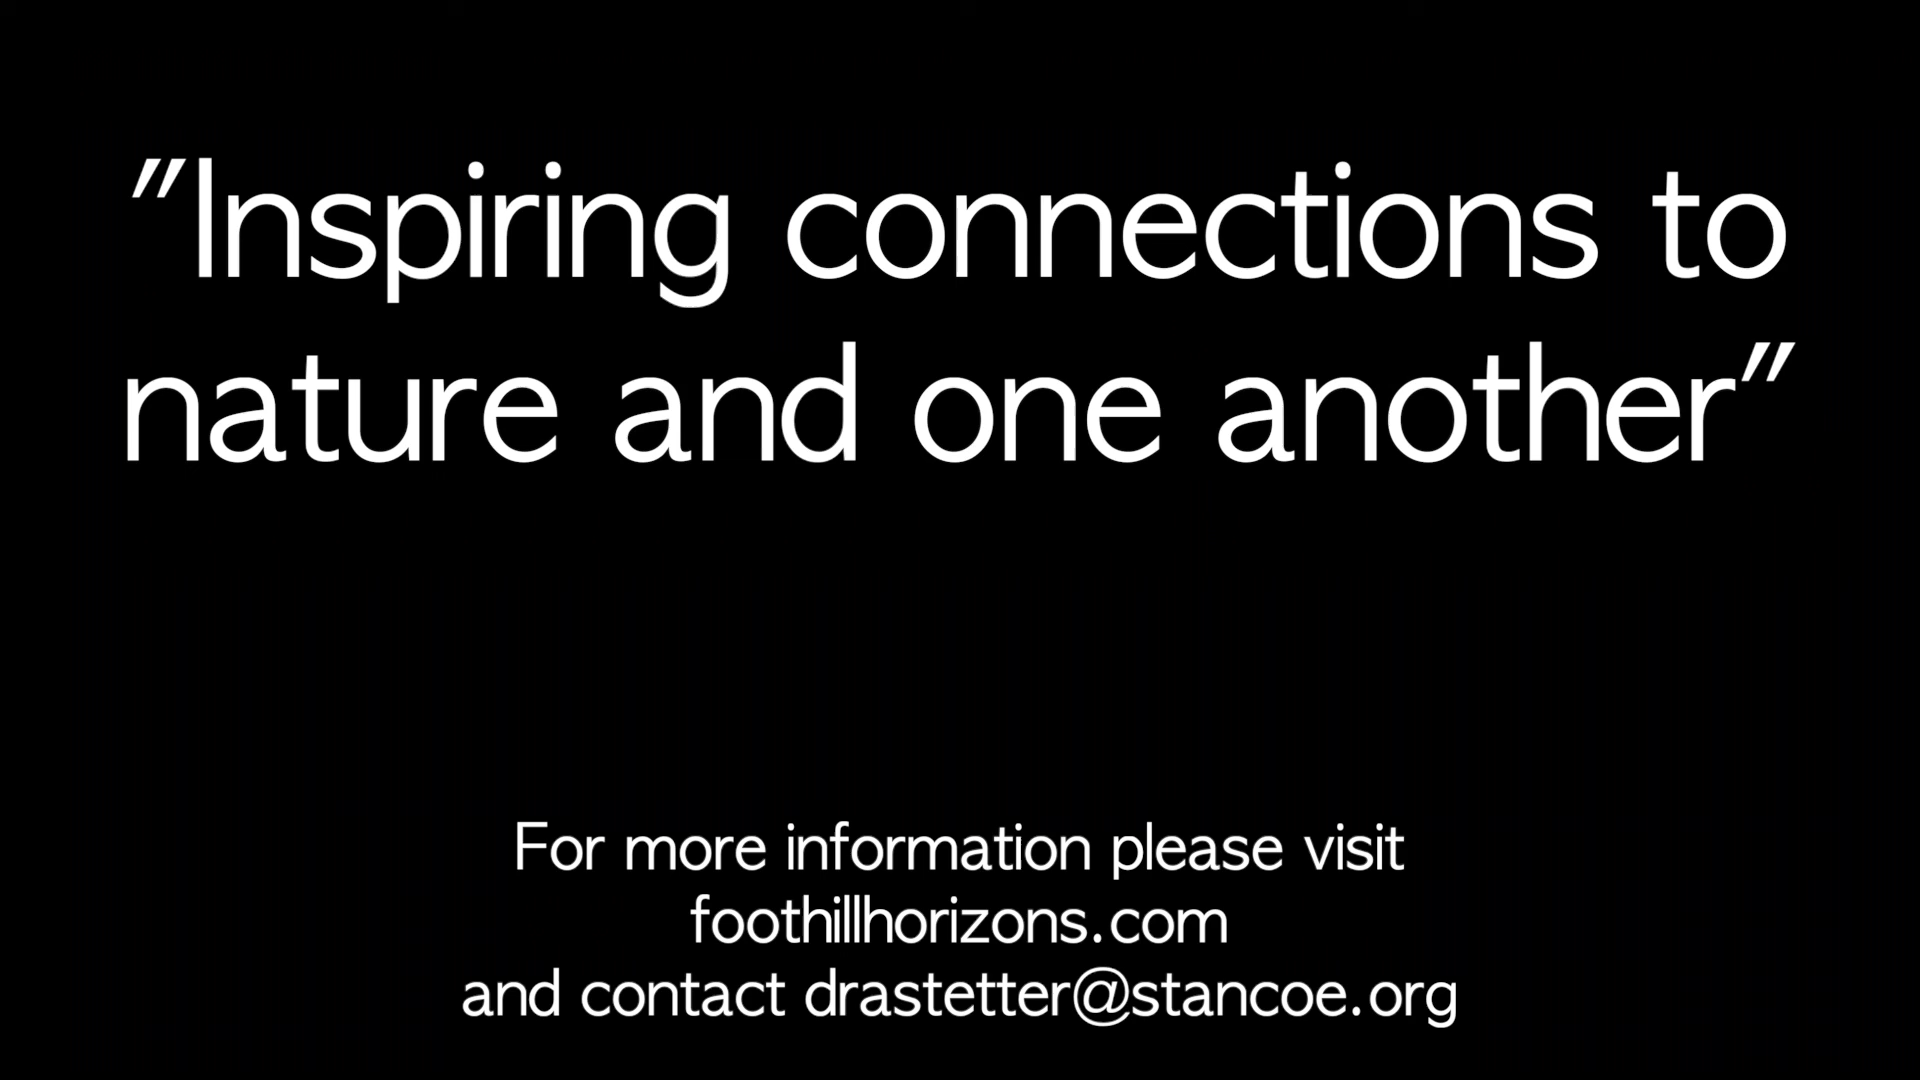 "Inspiring connections to
nature and one another"
For more information please visit
foothillhorizons.com
and contact drastetter@stancoe.org